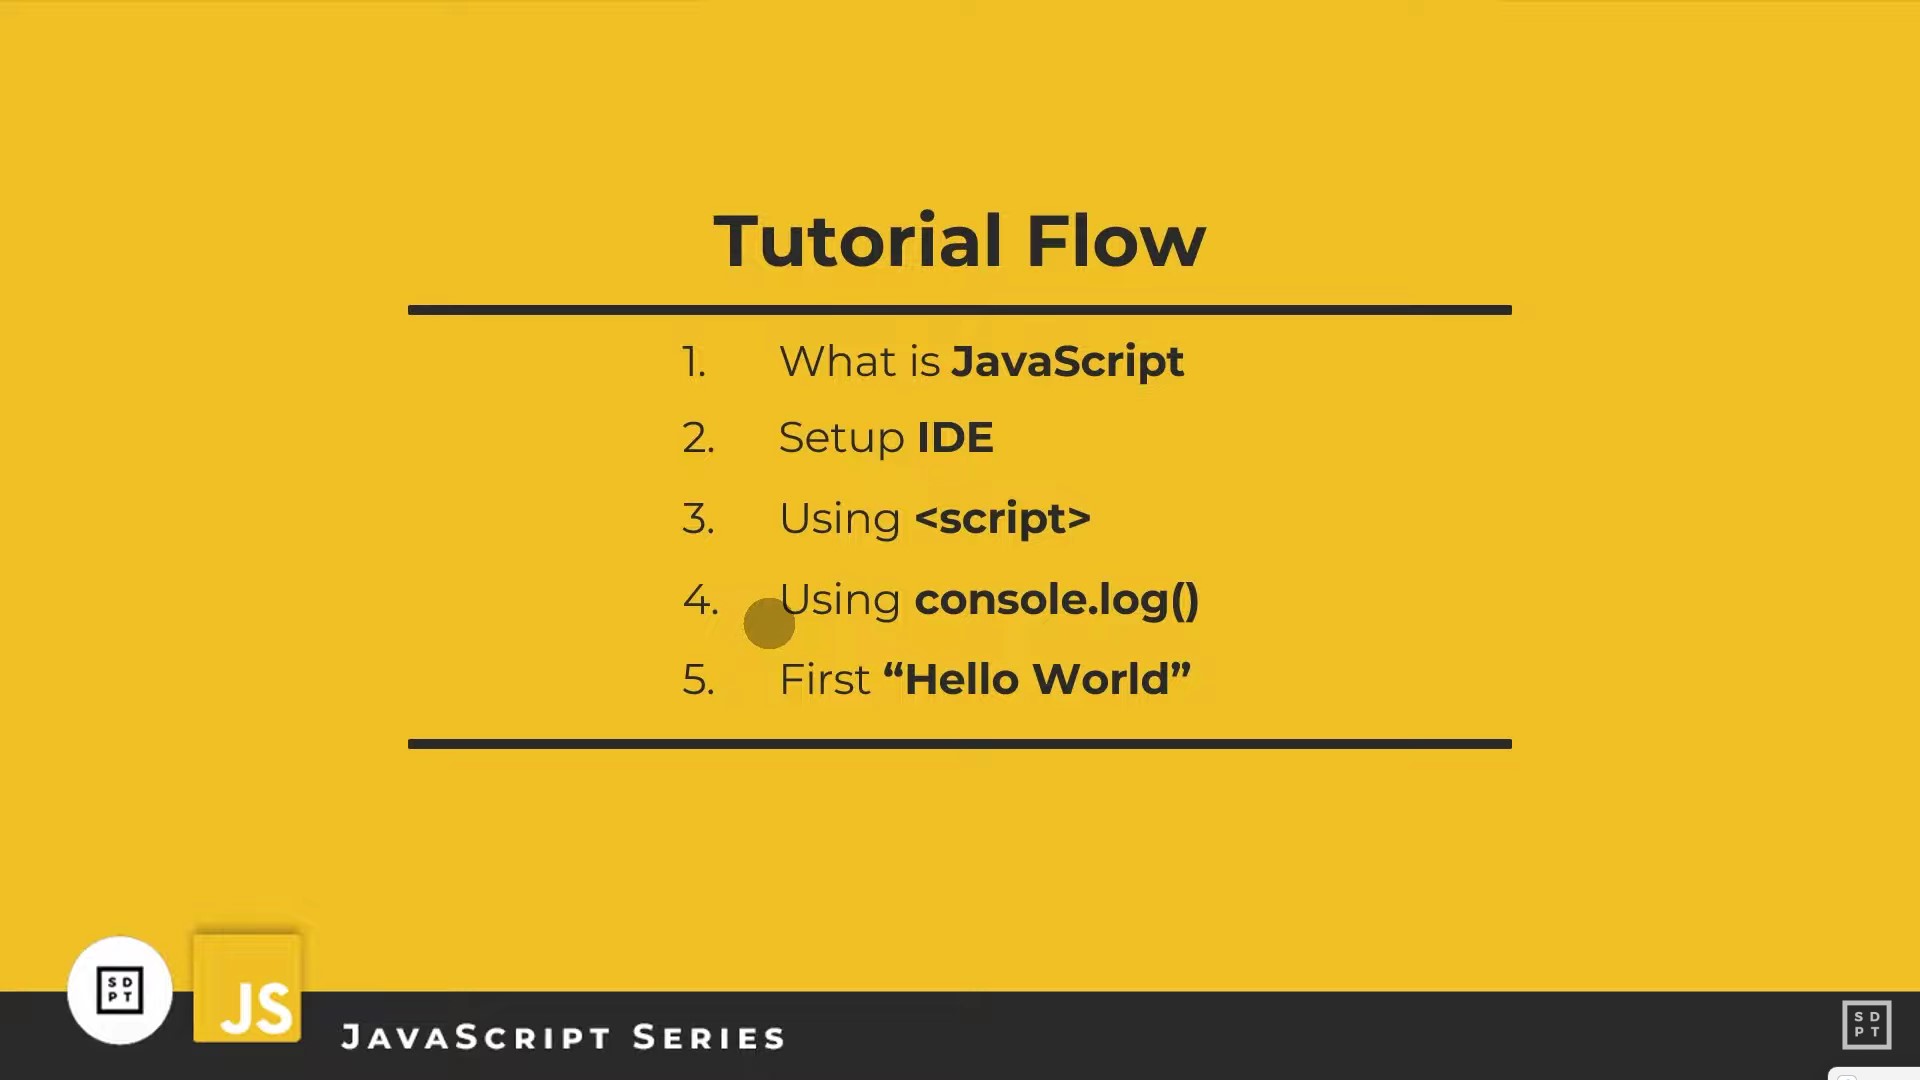 Tutorial Flow
1. What is JavaScript
2. Setup IDE
3. Using <script>
4. Using console.log()
5. First “Hello World”
SD
PT
JS
JavaScript Series
SD
PT